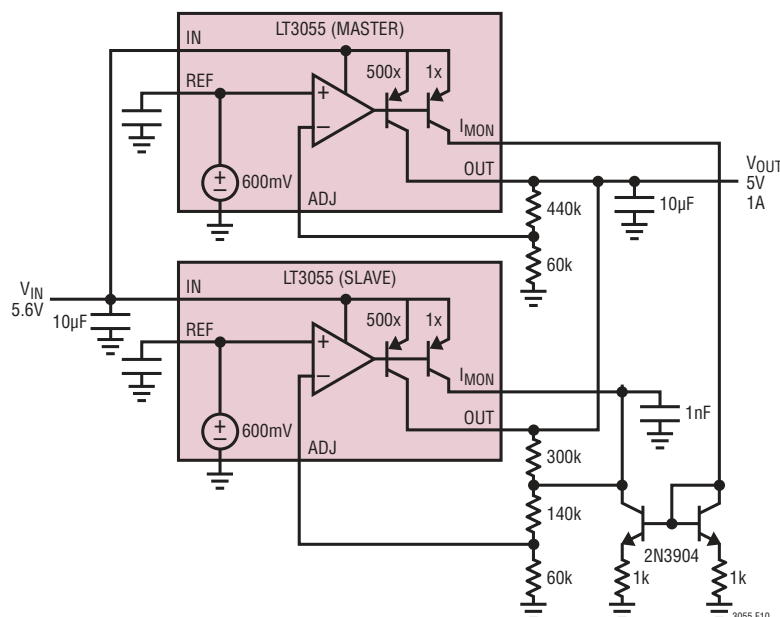 LT3055 (MASTER)
IN
500x
1x
REF
+
–
IMON
+
–
600mV
OUT
ADJ
440k
10µF
VOUT
5V
1A
60k
LT3055 (SLAVE)
IN
VIN
5.6V
10µF
500x
1x
REF
+
–
IMON
1nF
+
–
600mV
OUT
ADJ
300k
140k
2N3904
60k
1k
1k
3055 F10